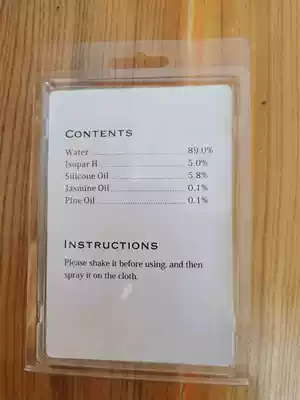 CONTENTS
Water 89.0%
Isopar H 5.0%
Silicone Oil 5.8%
Jasmine Oil 0.1%
Pine Oil 0.1%
INSTRUCTIONS
Please shake it before using, and then
spray it on the cloth.